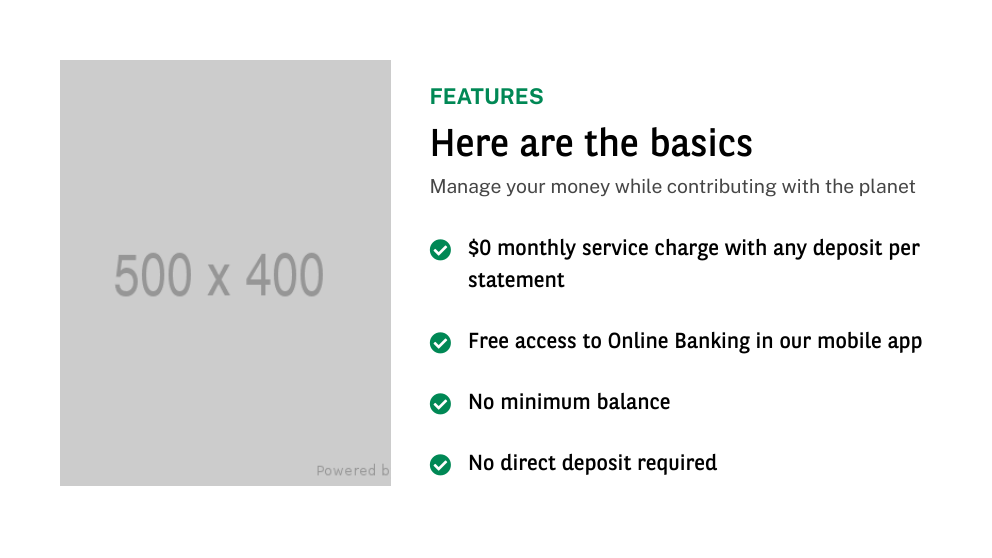 FEATURES
Here are the basics
Manage your money while contributing with the planet
$0 monthly service charge with any deposit per
statement
Free access to Online Banking in our mobile app
No minimum balance
No direct deposit required
500 x 400
Powered b